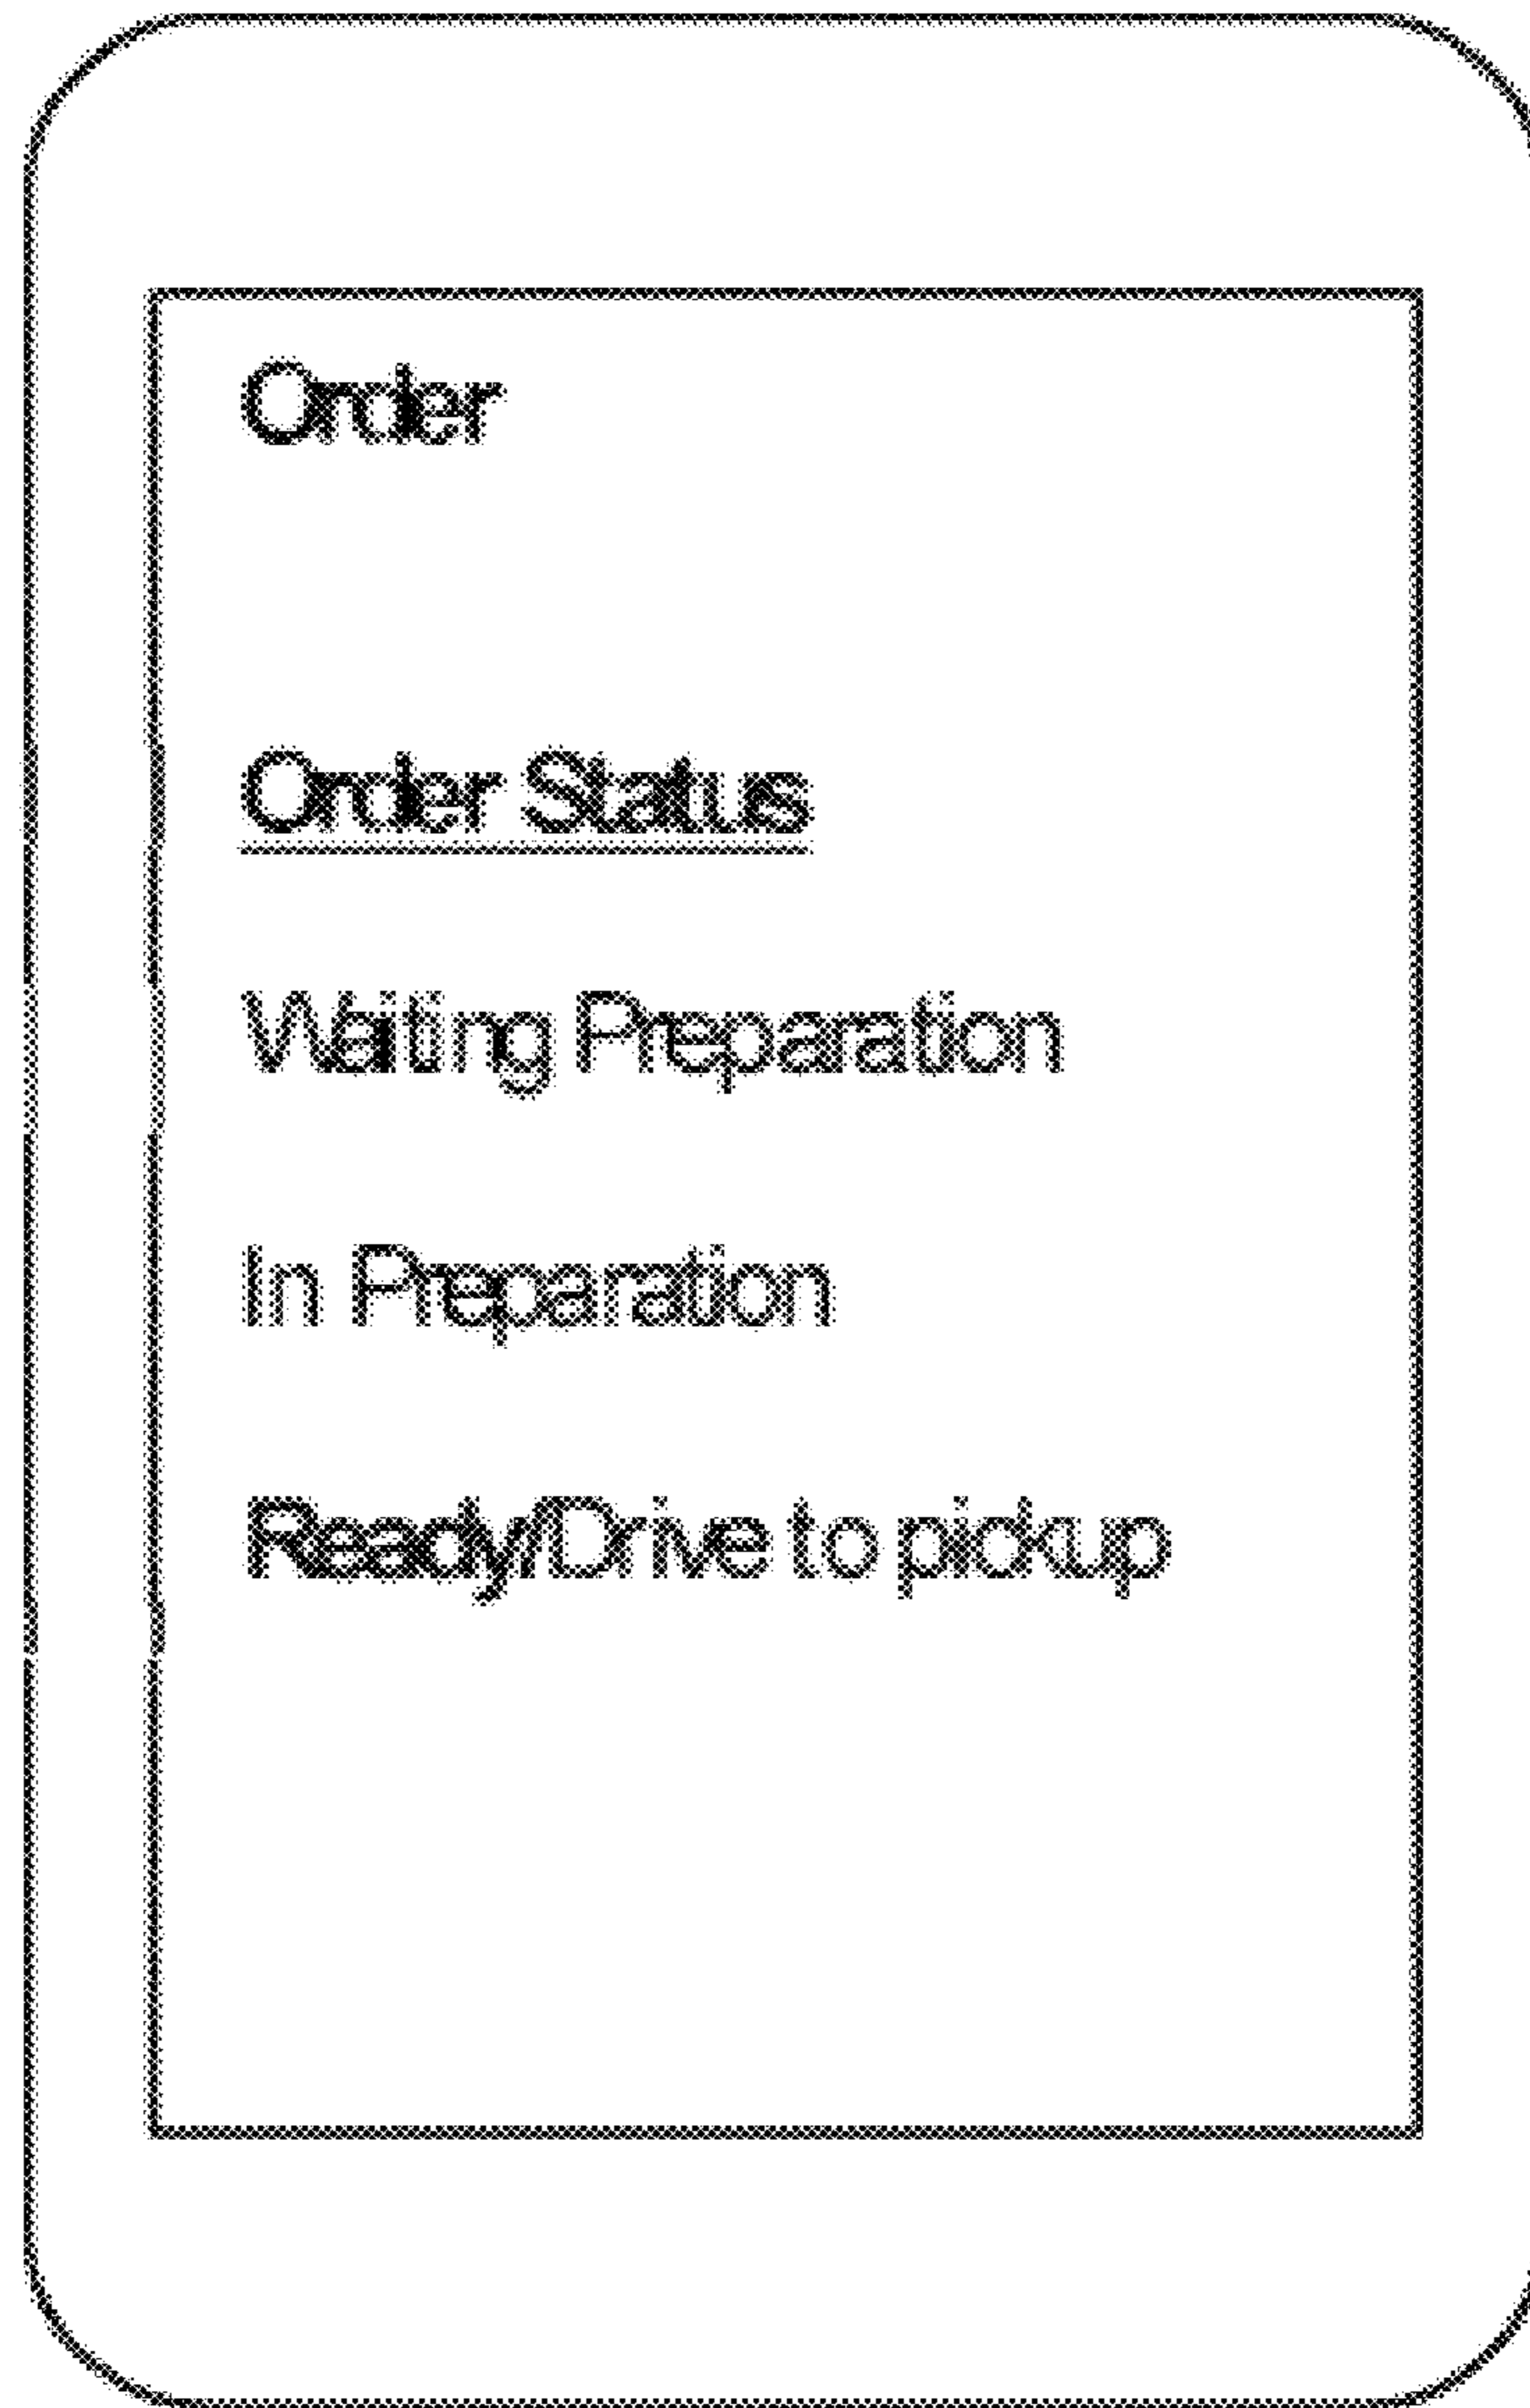 Order
Order Status
Waiting Preparation
In Preparation
Ready/Drive to pickup